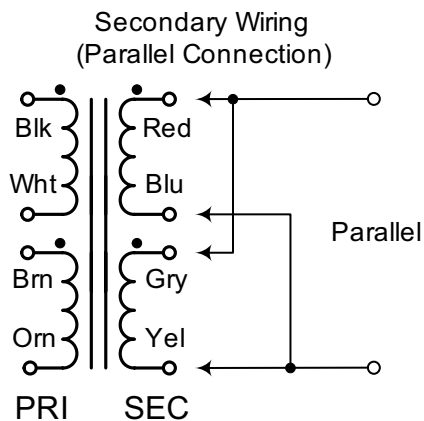 Secondary Wiring
(Parallel Connection)
Blk Red
Wht Blu
Parallel
Brn Gry
Orn Yel
PRI SEC